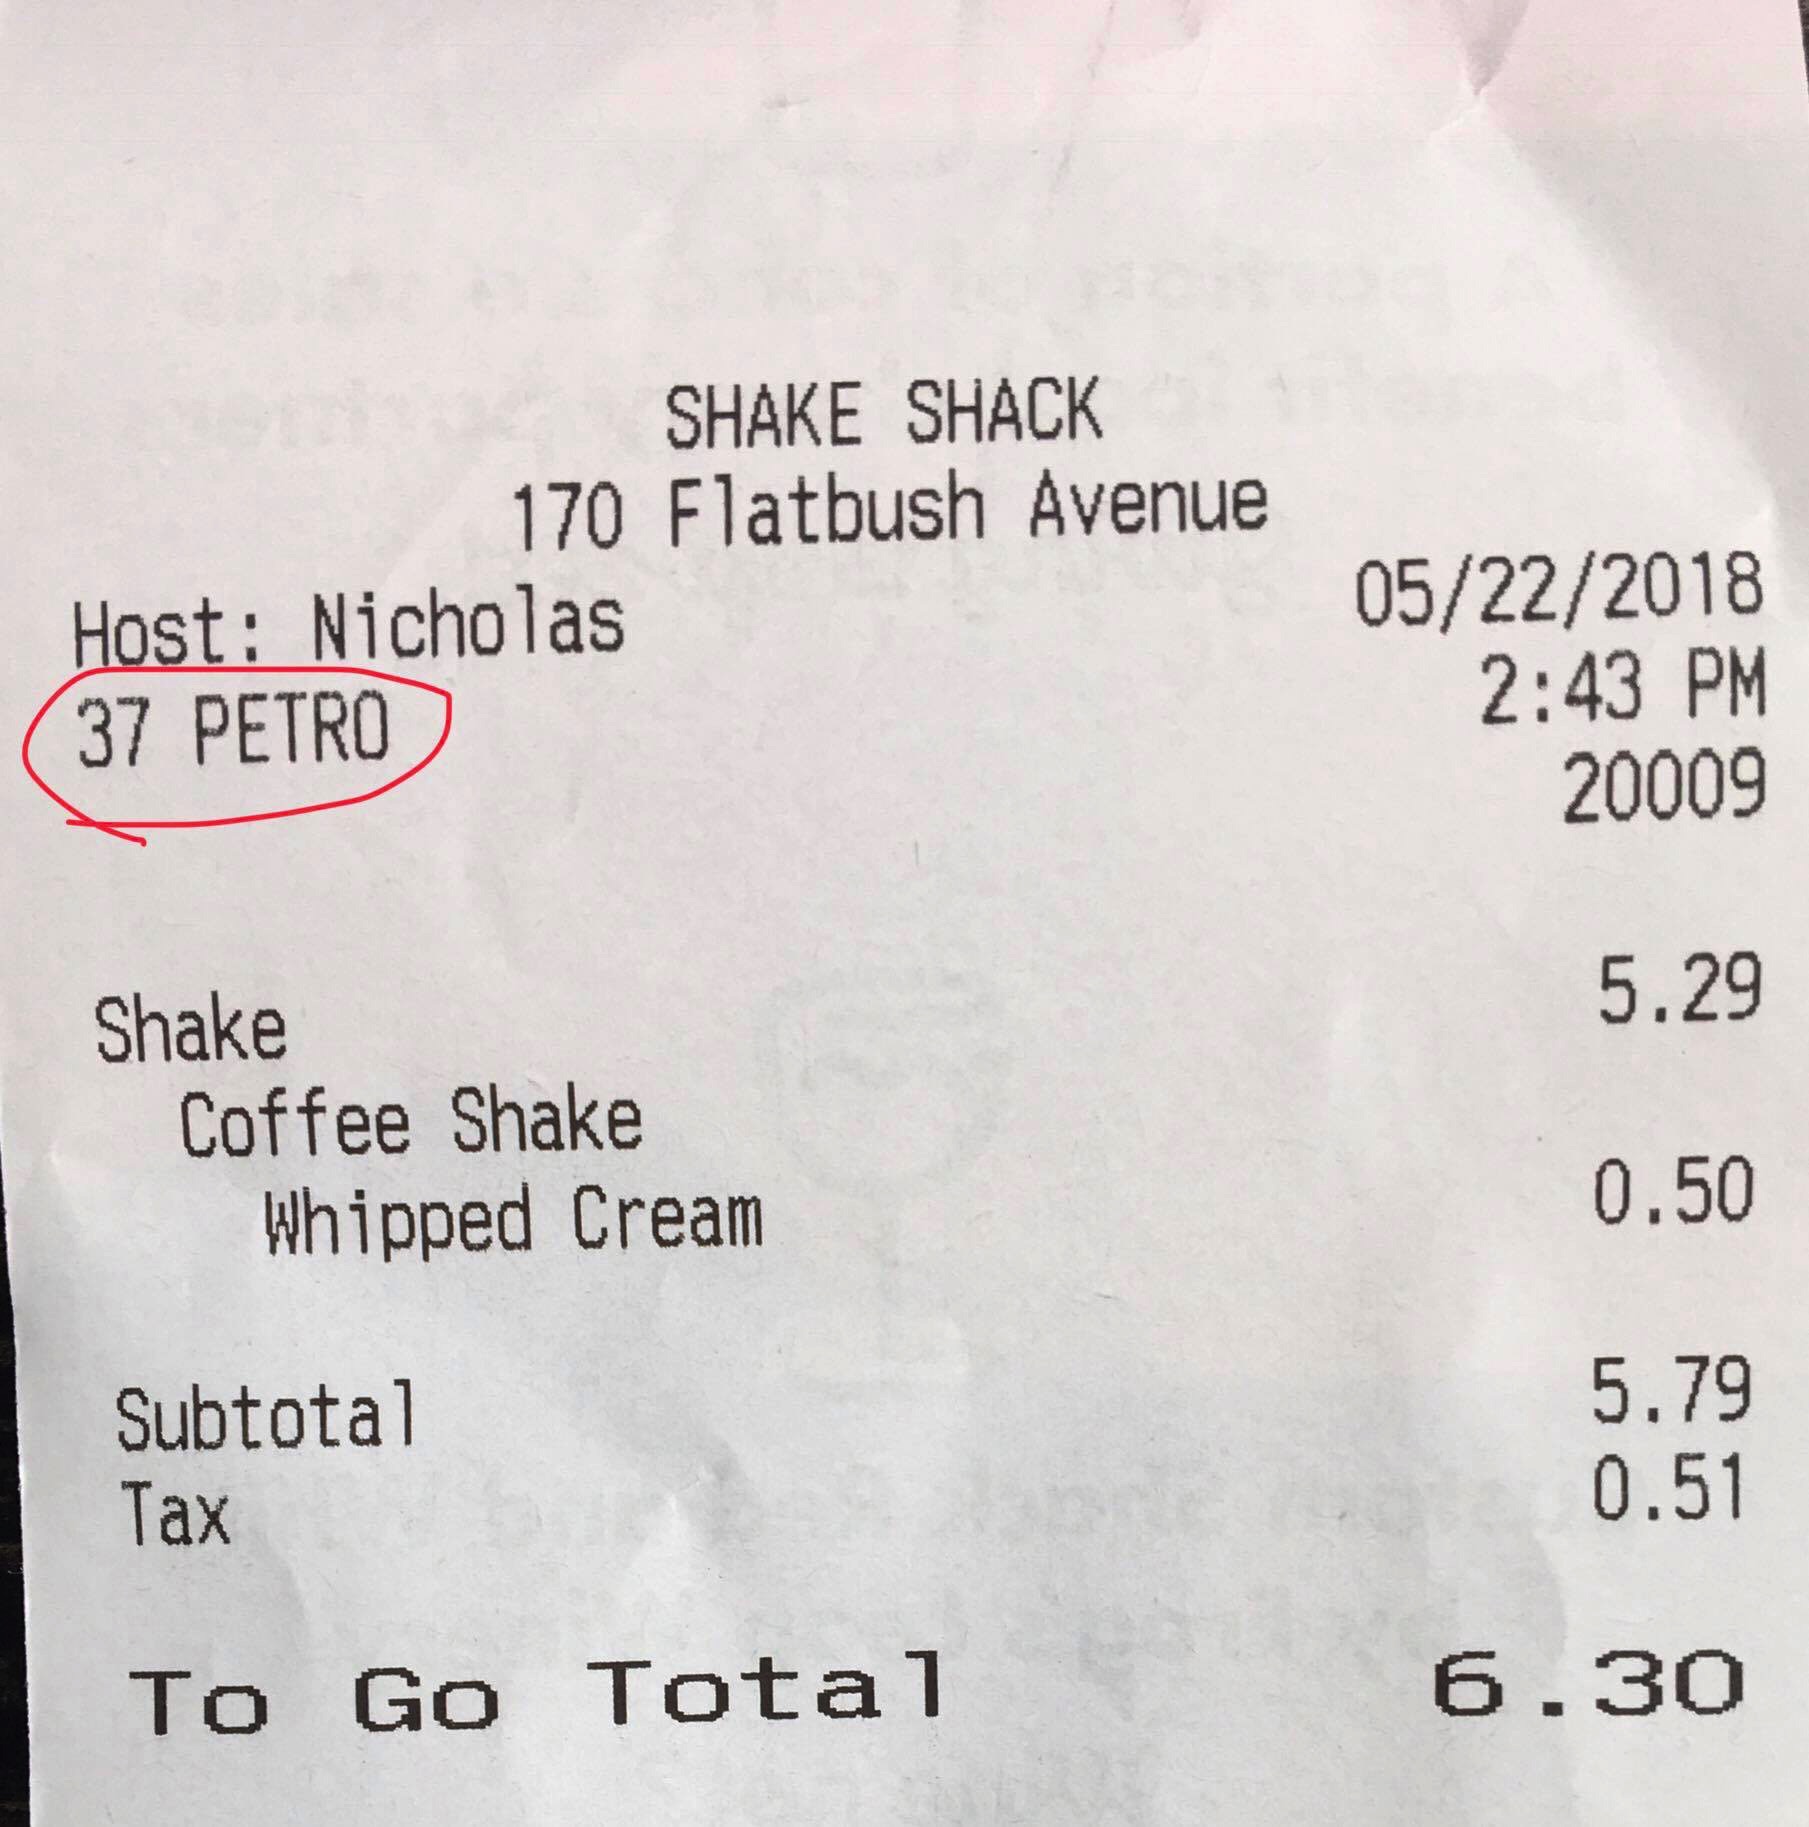 SHAKE SHACK
170 Flatbush Avenue
Host: Nicholas 05/22/2018
37 PETRO 2:43 PM
20009
Shake 5.29
Coffee Shake
Whipped Cream 0.50
Subtotal 5.79
Tax 0.51
To Go Total 6.30